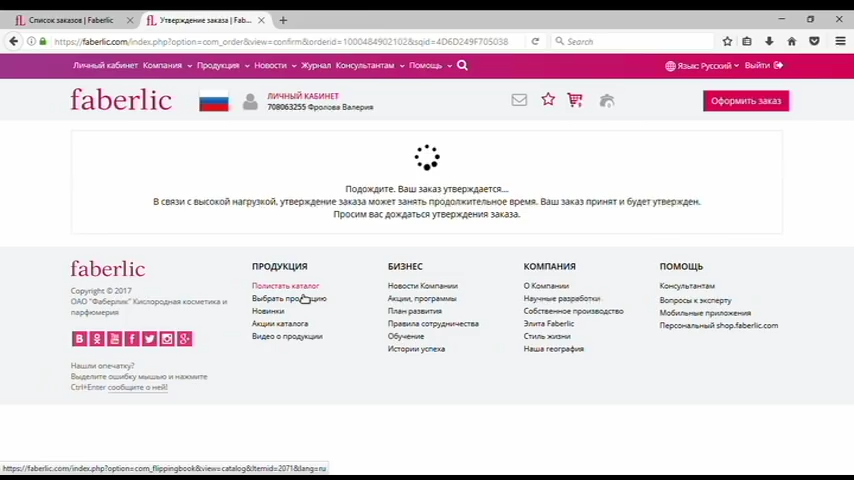 Список заказов | Faberlic
Утверждение заказа | Fab...
https://faberlic.com/index.php?option=com_order&view=confirm&orderid=1000484902102&sqid=4D6D249F705038
Search
Личный кабинет Компания Продукция Новости Журнал Консультантам Помощь Язык: Русский Выйти
faberlic
ЛИЧНЫЙ КАБИНЕТ
708063255 Фролова Валерия
Оформить заказ
Подождите. Ваш заказ утверждается...
В связи с высокой нагрузкой, утверждение заказа может занять продолжительное время. Ваш заказ принят и будет утвержден.
Просим вас дождаться утверждения заказа.
faberlic
Copyright © 2017
ОАО "Фаберлик" Кислородная косметика и
парфюмерия
Нашли опечатку?
Выделите ошибку мышью и нажмите
Ctrl+Enter сообщите о ней!
ПРОДУКЦИЯ
Полистать каталог
Выбрать продукцию
Новинки
Акции каталога
Видео о продукции
БИЗНЕС
Новости Компании
Акции, программы
План развития
Правила сотрудничества
Обучение
Истории успеха
КОМПАНИЯ
О Компании
Научные разработки
Собственное производство
Элита Faberlic
Стиль жизни
Наша география
ПОМОЩЬ
Консультантам
Вопросы к эксперту
Мобильные приложения
Персональный shop.faberlic.com
https://faberlic.com/index.php?option=com_flippingbook&view=catalog&Itemid=2071&lang=ru